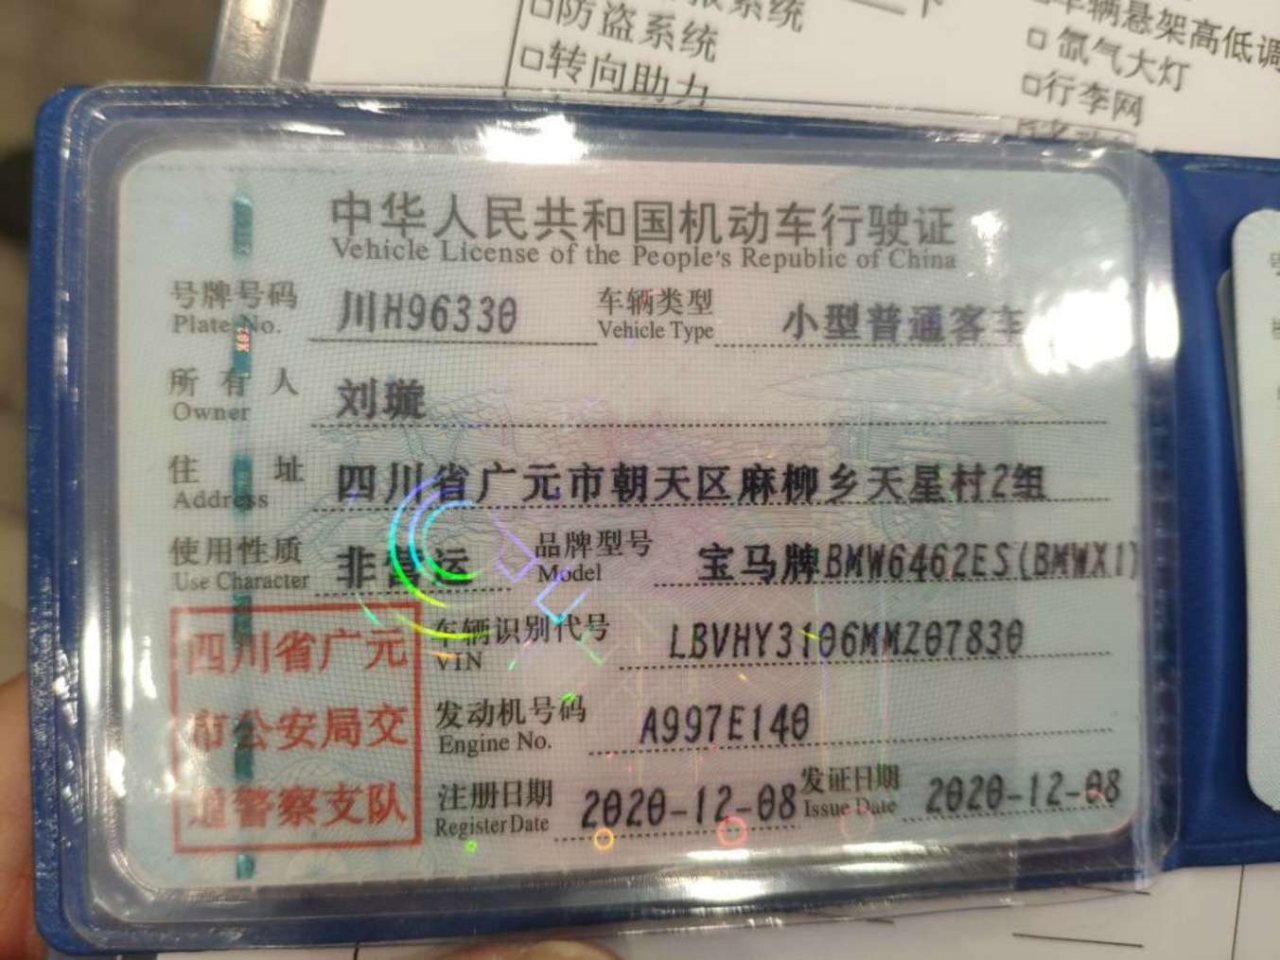 防盗系统
转向助力
车辆悬架高低调
氙气大灯
行李网
中华人民共和国机动车行驶证
Vehicle License of the People's Republic of China
号牌号码 川H96330 车辆类型 小型普通客车
Plate No. Vehicle Type
所有人 刘璇
Owner
住址 四川省广元市朝天区麻柳乡天星村2组
Address
使用性质 非营运 品牌型号 宝马牌BMW6462ES(BMWX1)
Use Character Model
四川省广元 车辆识别代号 LBVHY3106MMZ07830
VIN
市公安局交 发动机号码 A997E140
Engine No.
道警察支队 注册日期 2020-12-08 发证日期 2020-12-08
Register Date Issue Date